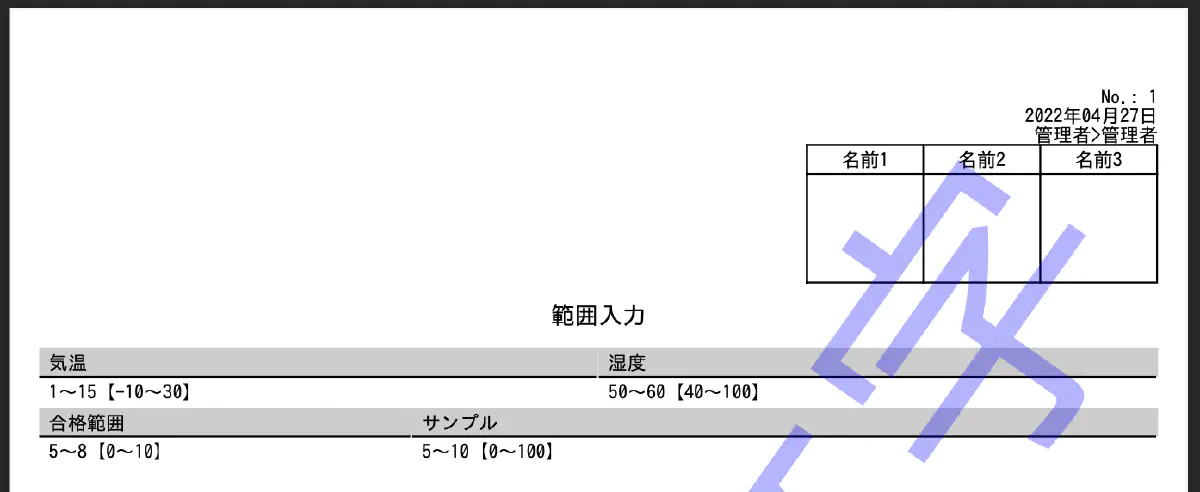 No.: 1
2022年04月27日
管理者>管理者
名前1 名前2 名前3
範囲入力
気温 湿度
1～15【-10～30】 50～60【40～100】
合格範囲 サンプル
5～8【0～10】 5～10【0～100】
字